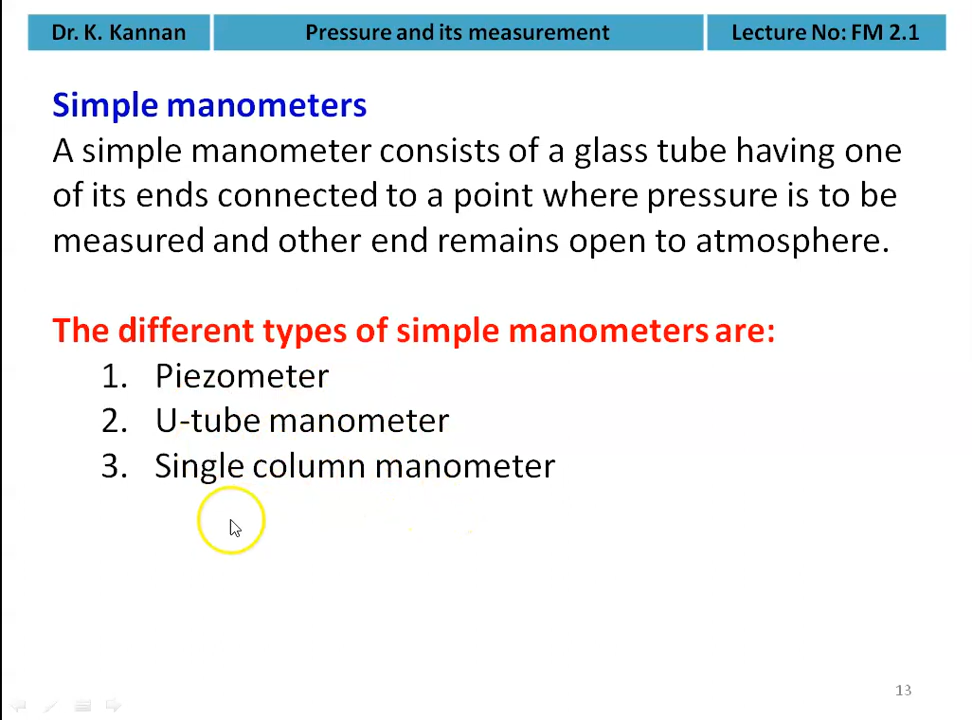 Dr. K. Kannan
Pressure and its measurement
Lecture No: FM 2.1
Simple manometers
A simple manometer consists of a glass tube having one
of its ends connected to a point where pressure is to be
measured and other end remains open to atmosphere.
The different types of simple manometers are:
1. Piezometer
2. U-tube manometer
3. Single column manometer
13